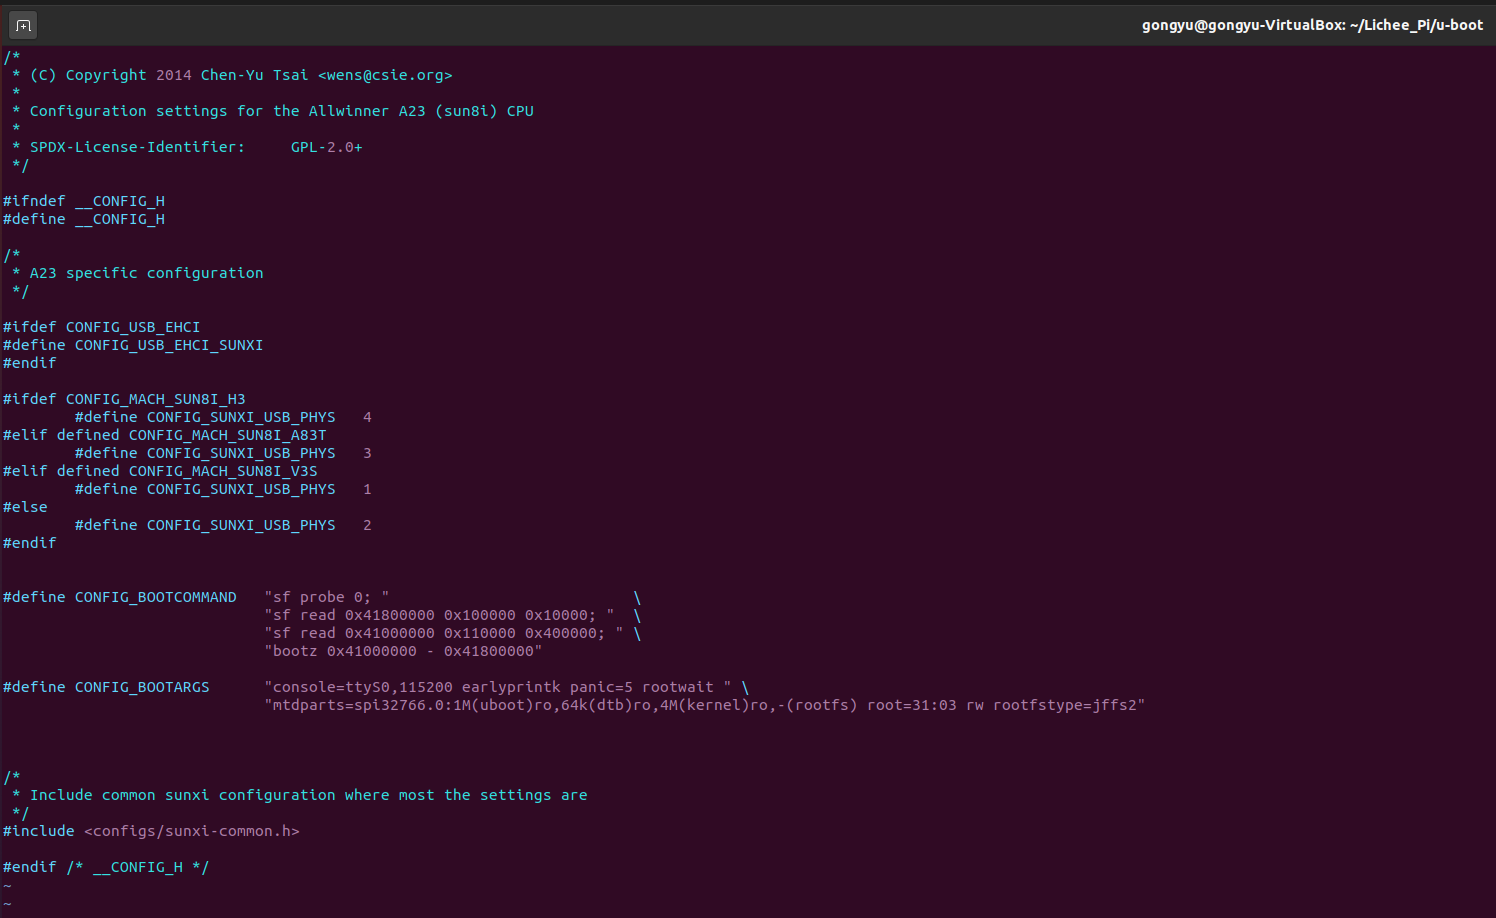 gongyu@gongyu-VirtualBox: ~/Lichee_Pi/u-boot
/*
 * (C) Copyright 2014 Chen-Yu Tsai <wens@csie.org>
 *
 * Configuration settings for the Allwinner A23 (sun8i) CPU
 *
 * SPDX-License-Identifier:     GPL-2.0+
 */

#ifndef __CONFIG_H
#define __CONFIG_H

/*
 * A23 specific configuration
 */

#ifdef CONFIG_USB_EHCI
#define CONFIG_USB_EHCI_SUNXI
#endif

#ifdef CONFIG_MACH_SUN8I_H3
        #define CONFIG_SUNXI_USB_PHYS   4
#elif defined CONFIG_MACH_SUN8I_A83T
        #define CONFIG_SUNXI_USB_PHYS   3
#elif defined CONFIG_MACH_SUN8I_V3S
        #define CONFIG_SUNXI_USB_PHYS   1
#else
        #define CONFIG_SUNXI_USB_PHYS   2
#endif


#define CONFIG_BOOTCOMMAND   "sf probe 0; "                           \
                             "sf read 0x41800000 0x100000 0x10000; "  \
                             "sf read 0x41000000 0x110000 0x400000; " \
                             "bootz 0x41000000 - 0x41800000"

#define CONFIG_BOOTARGS      "console=ttyS0,115200 earlyprintk panic=5 rootwait " \
                             "mtdparts=spi32766.0:1M(uboot)ro,64k(dtb)ro,4M(kernel)ro,-(rootfs) root=31:03 rw rootfstype=jffs2"




/*
 * Include common sunxi configuration where most the settings are
 */
#include <configs/sunxi-common.h>

#endif /* __CONFIG_H */
~
~